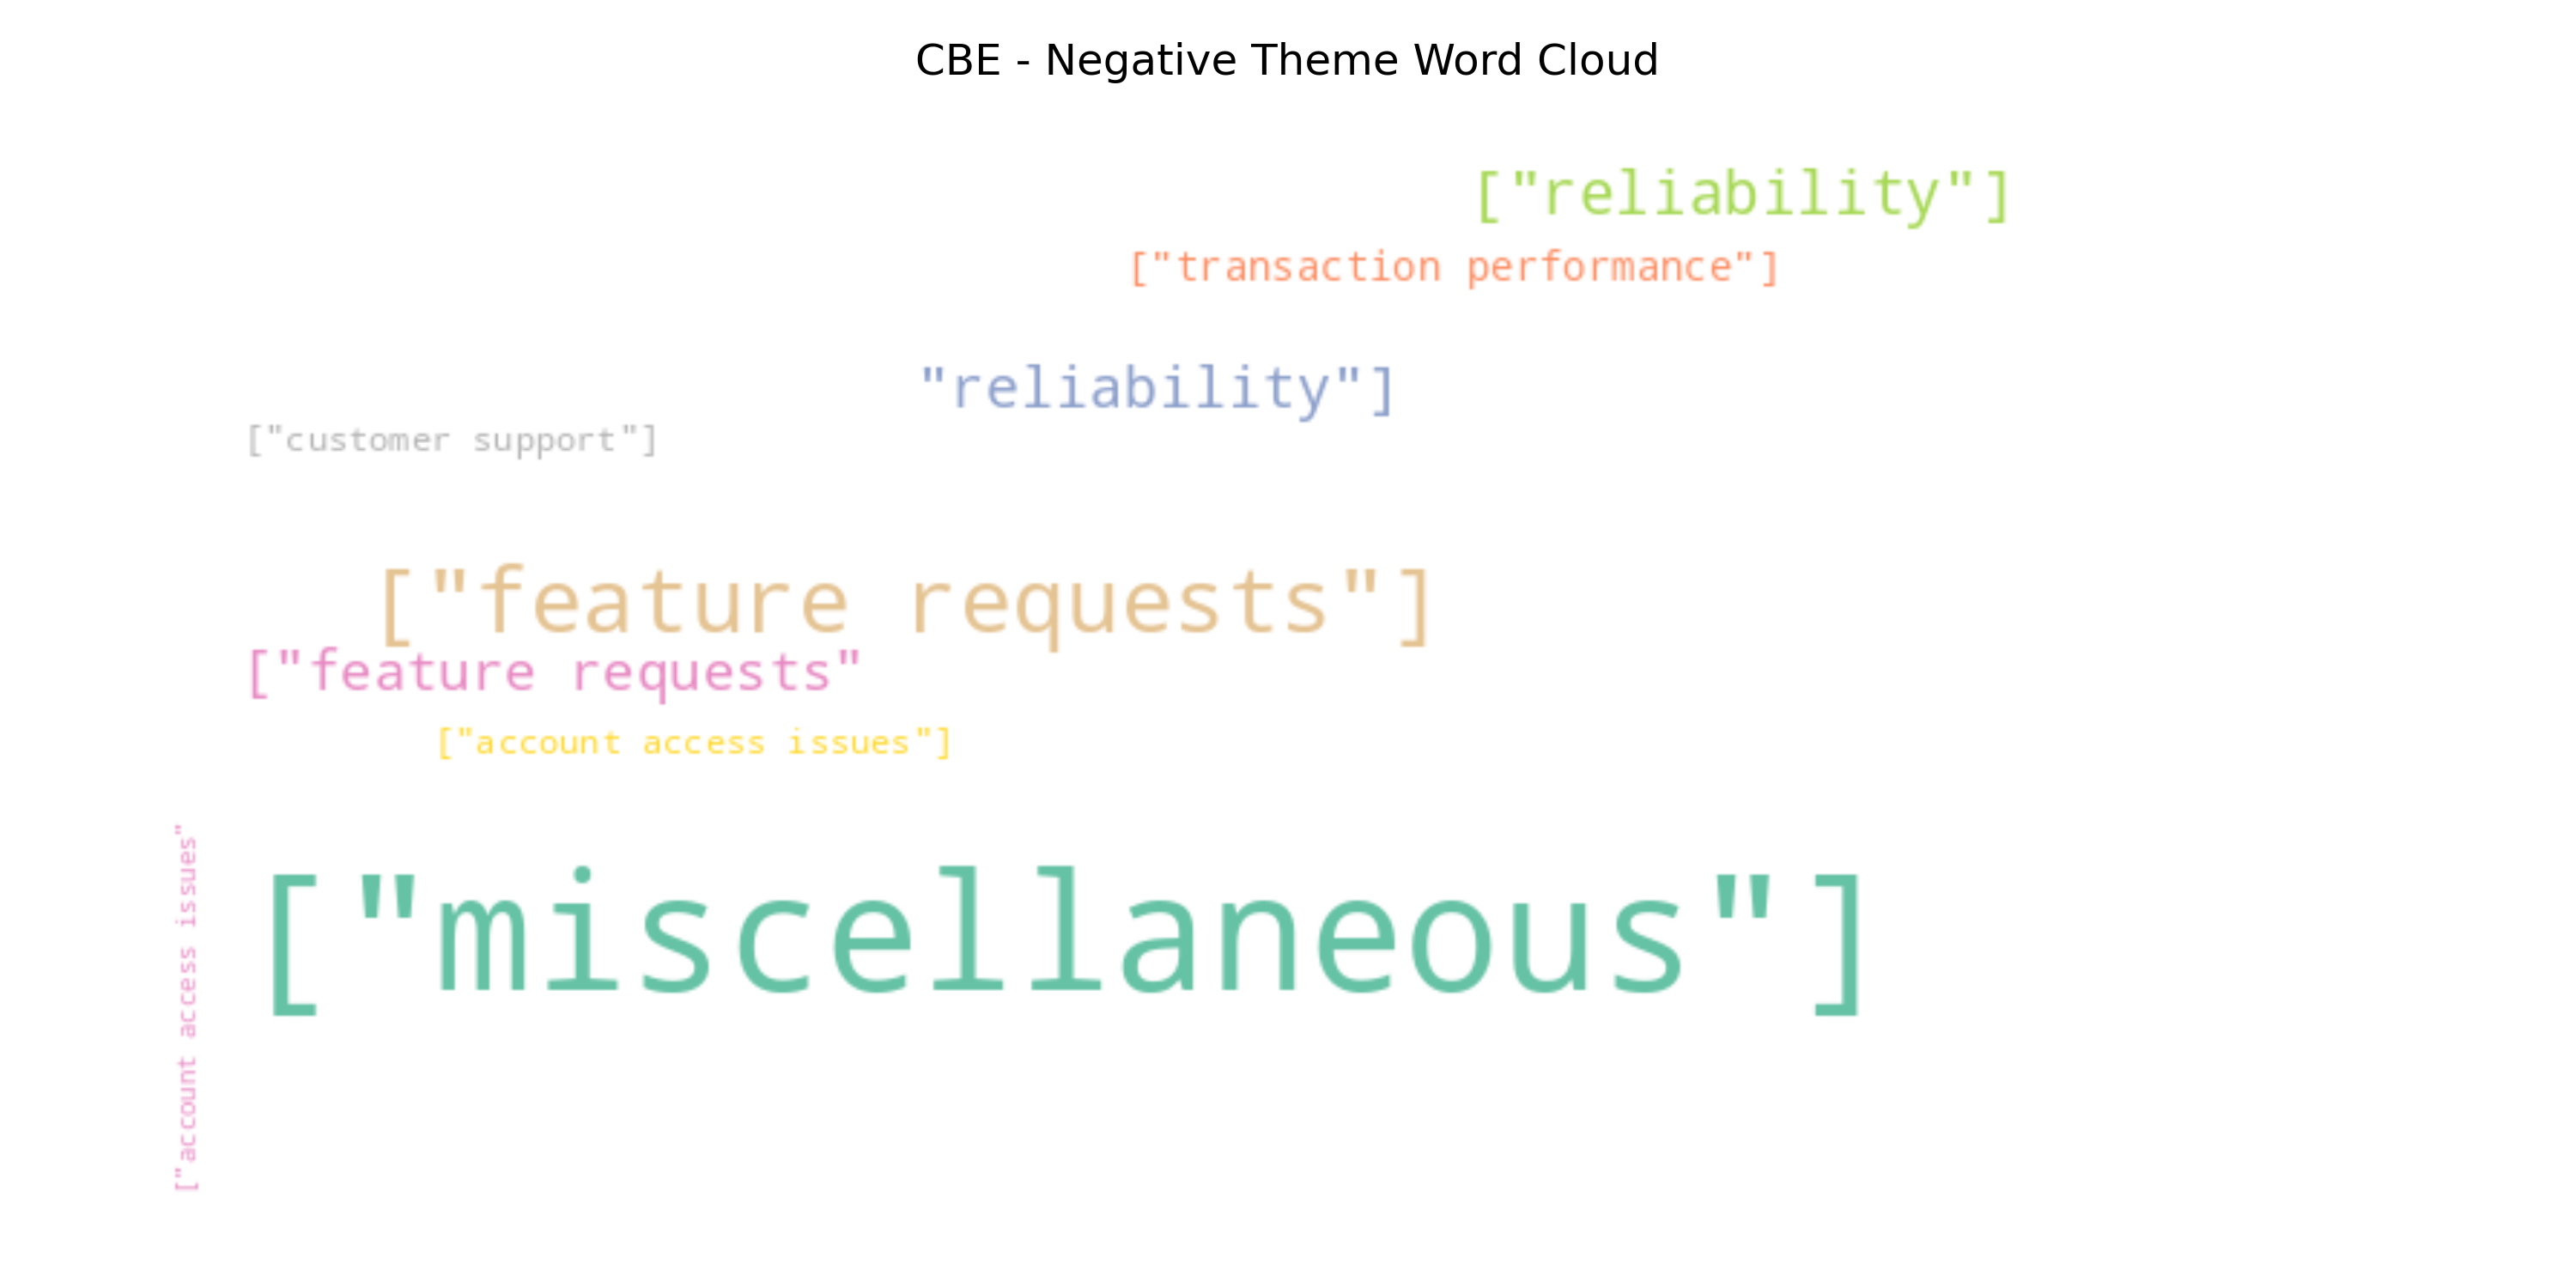 CBE - Negative Theme Word Cloud
["reliability"]
["transaction performance"]
"reliability"]
["customer support"]
["feature requests"]
["feature requests"
["account access issues"]
["account access issues"
["miscellaneous"]